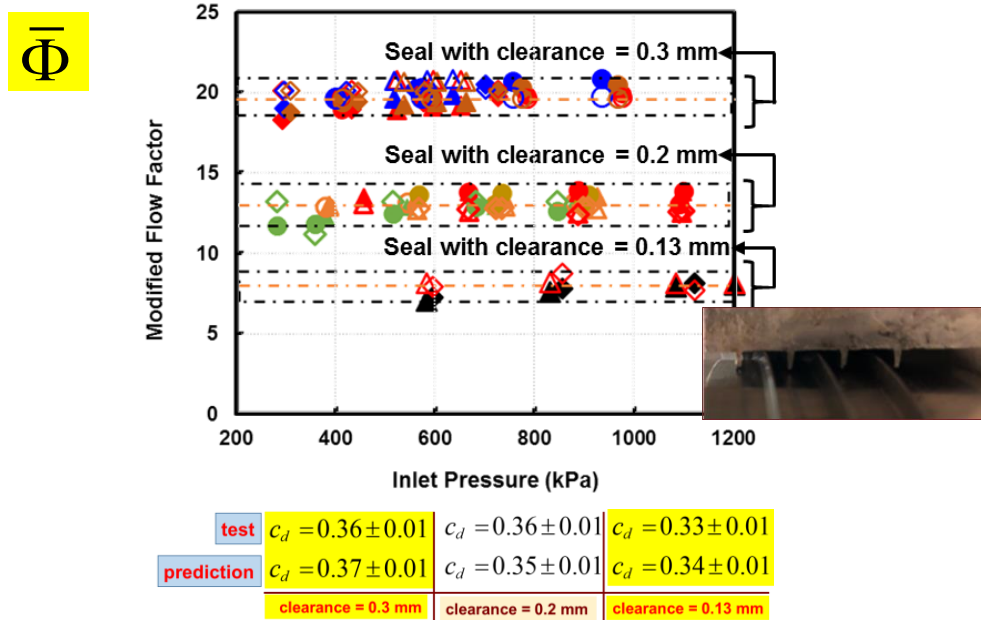 Φ̄
25
20
15
10
5
0
Modified Flow Factor
Seal with clearance = 0.3 mm
Seal with clearance = 0.2 mm
Seal with clearance = 0.13 mm
200 400 600 800 1000 1200
Inlet Pressure (kPa)
test c_d = 0.36 ± 0.01 c_d = 0.36 ± 0.01 c_d = 0.33 ± 0.01
prediction c_d = 0.37 ± 0.01 c_d = 0.35 ± 0.01 c_d = 0.34 ± 0.01
clearance = 0.3 mm clearance = 0.2 mm clearance = 0.13 mm